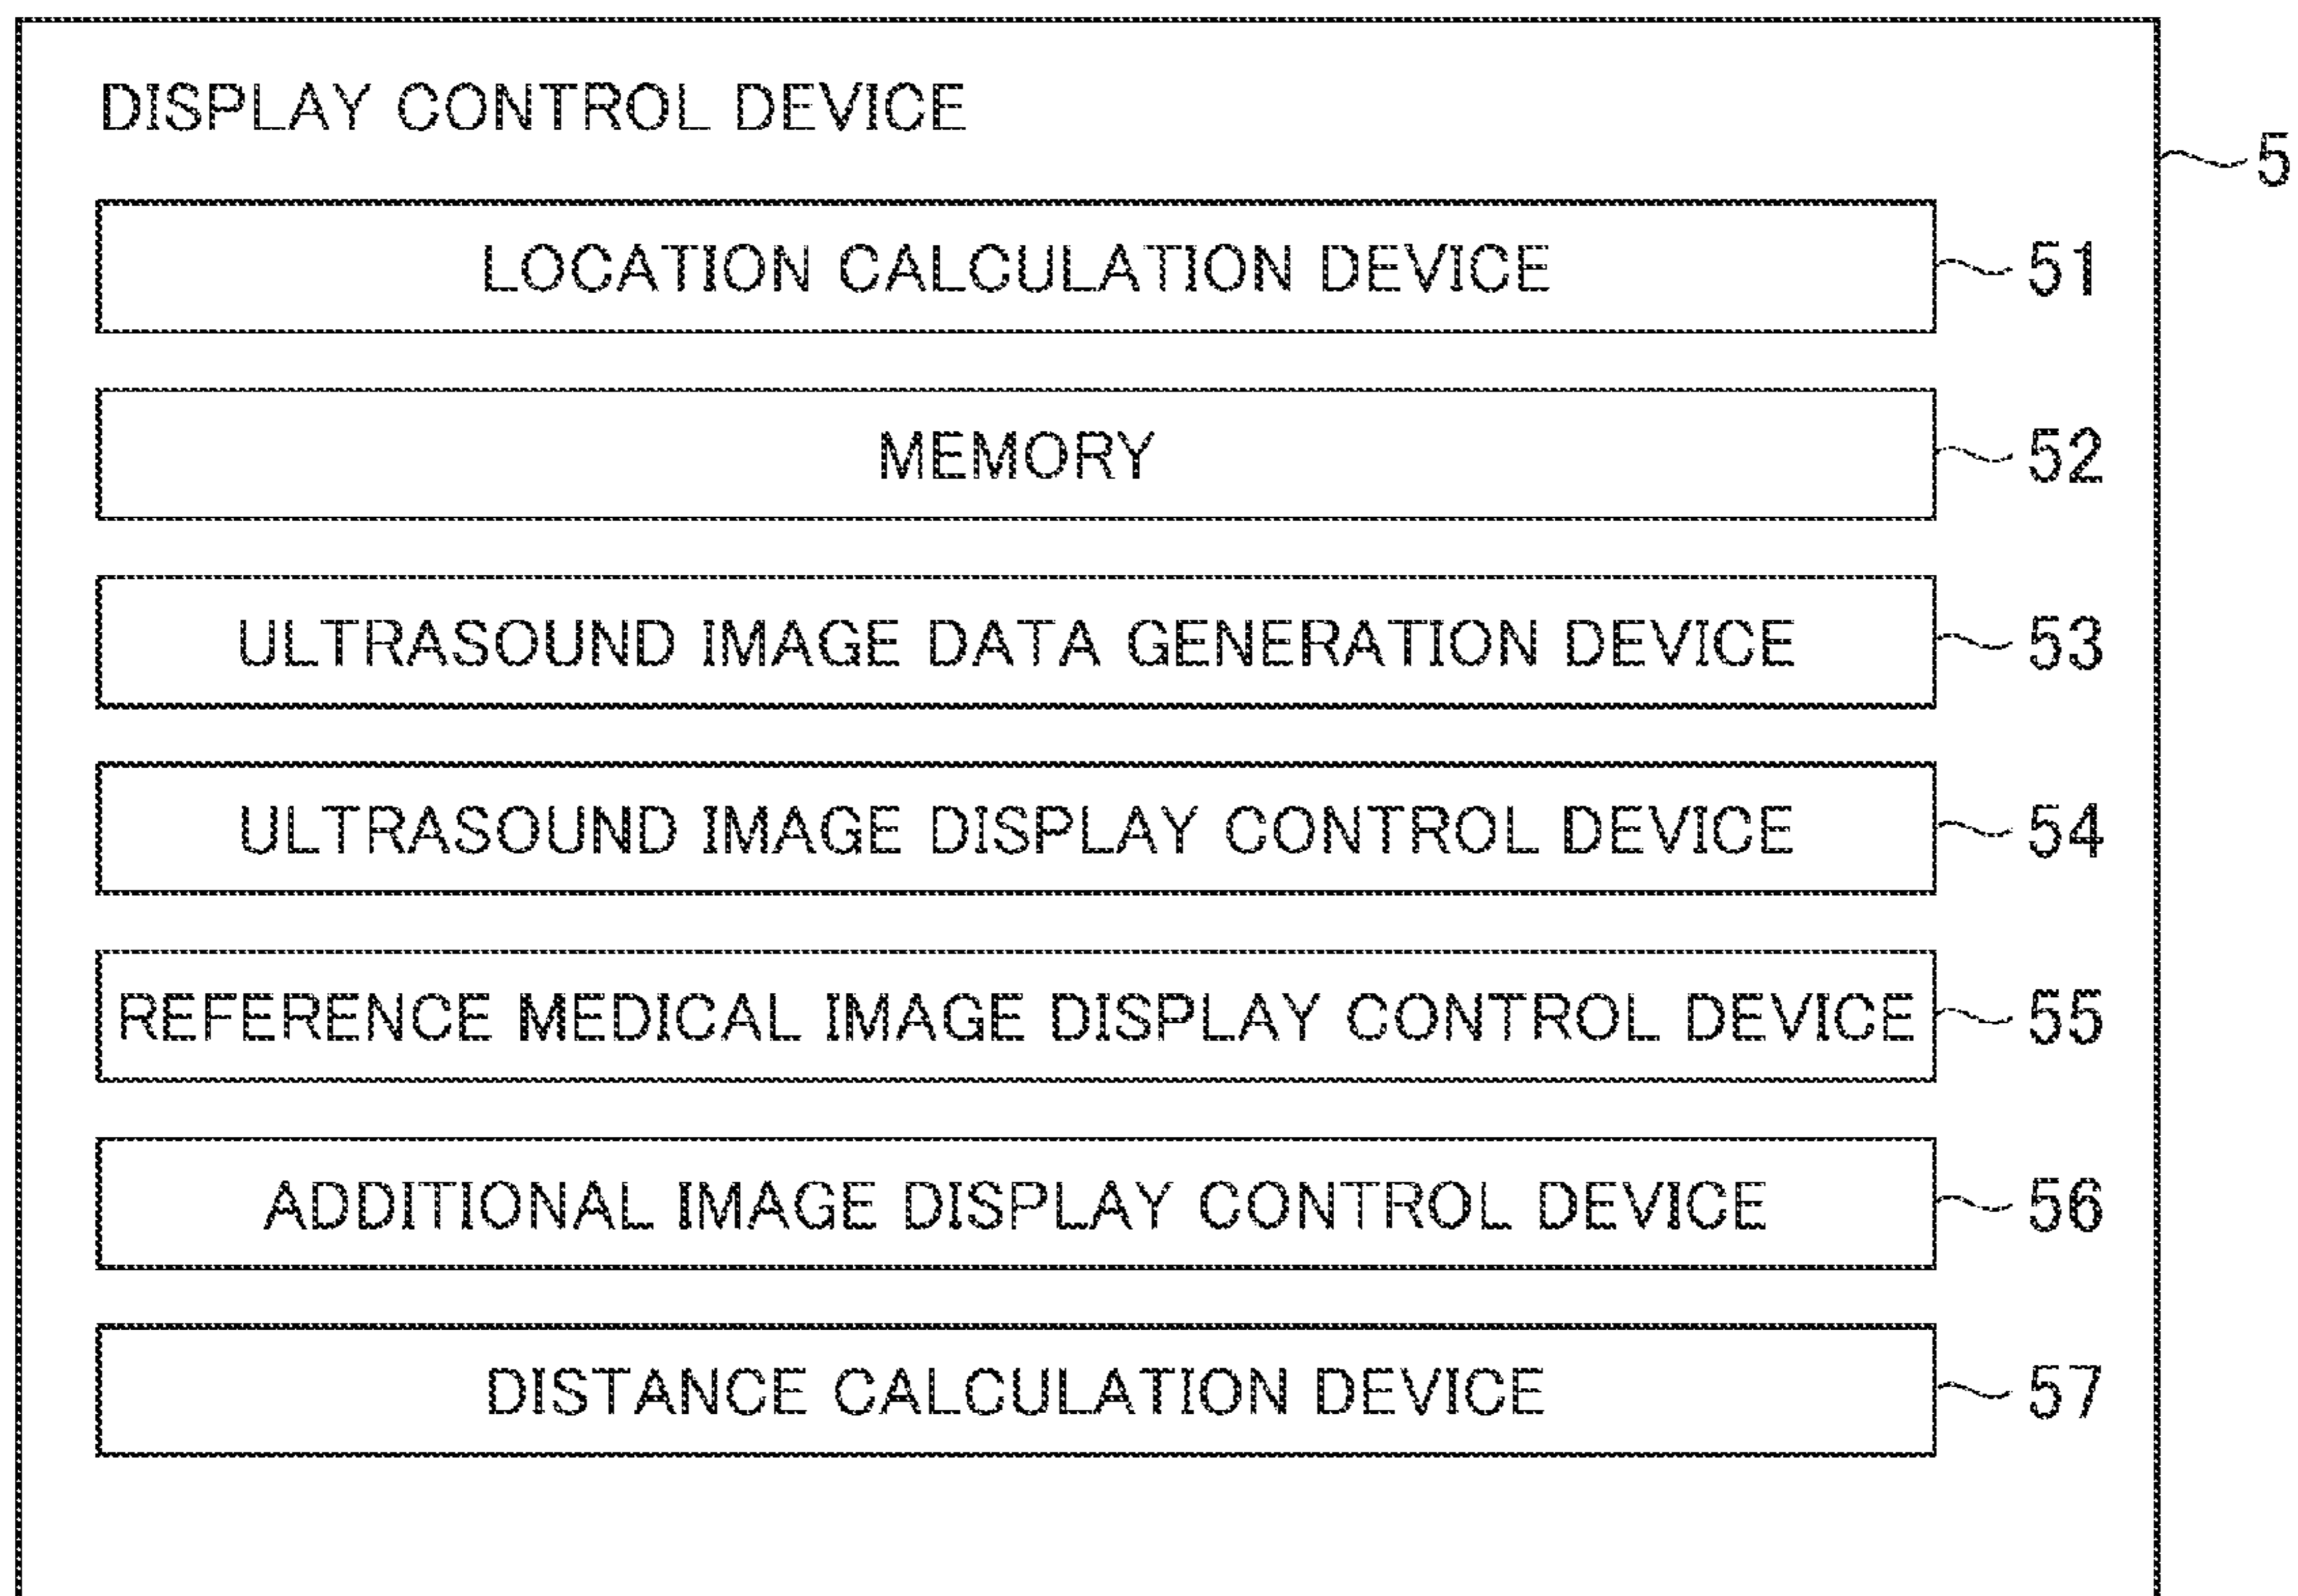 DISPLAY CONTROL DEVICE
5
LOCATION CALCULATION DEVICE 51
MEMORY 52
ULTRASOUND IMAGE DATA GENERATION DEVICE 53
ULTRASOUND IMAGE DISPLAY CONTROL DEVICE 54
REFERENCE MEDICAL IMAGE DISPLAY CONTROL DEVICE 55
ADDITIONAL IMAGE DISPLAY CONTROL DEVICE 56
DISTANCE CALCULATION DEVICE 57